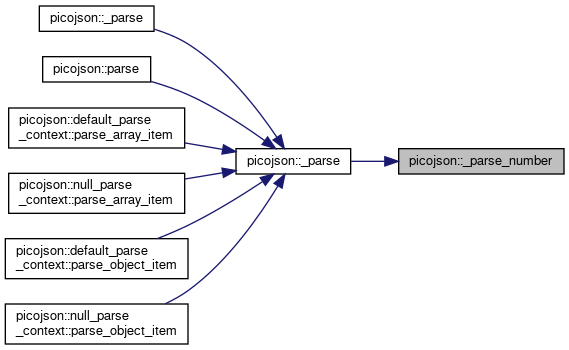 picojson::_parse
picojson::parse
picojson::default_parse
_context::parse_array_item
picojson::null_parse
_context::parse_array_item
picojson::default_parse
_context::parse_object_item
picojson::null_parse
_context::parse_object_item
picojson::_parse
picojson::_parse_number